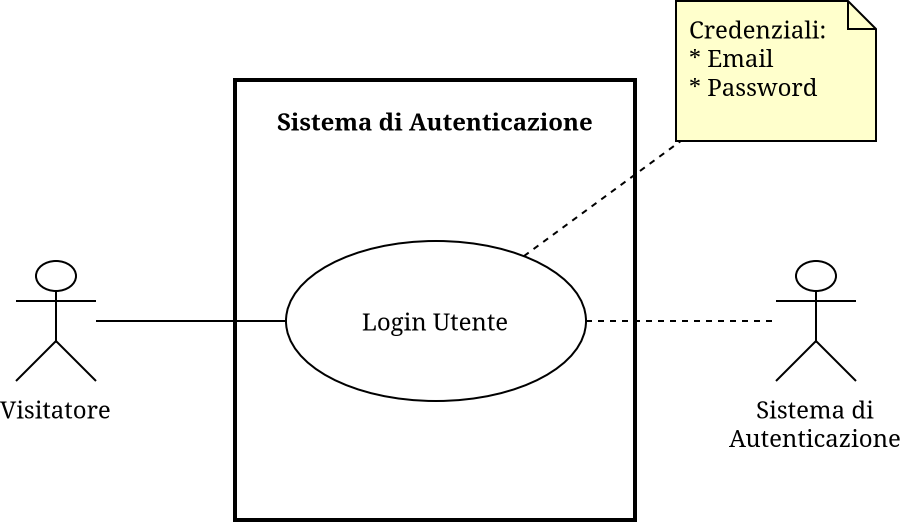 Credenziali:
* Email
* Password
Sistema di Autenticazione
Login Utente
Visitatore
Sistema di
Autenticazione